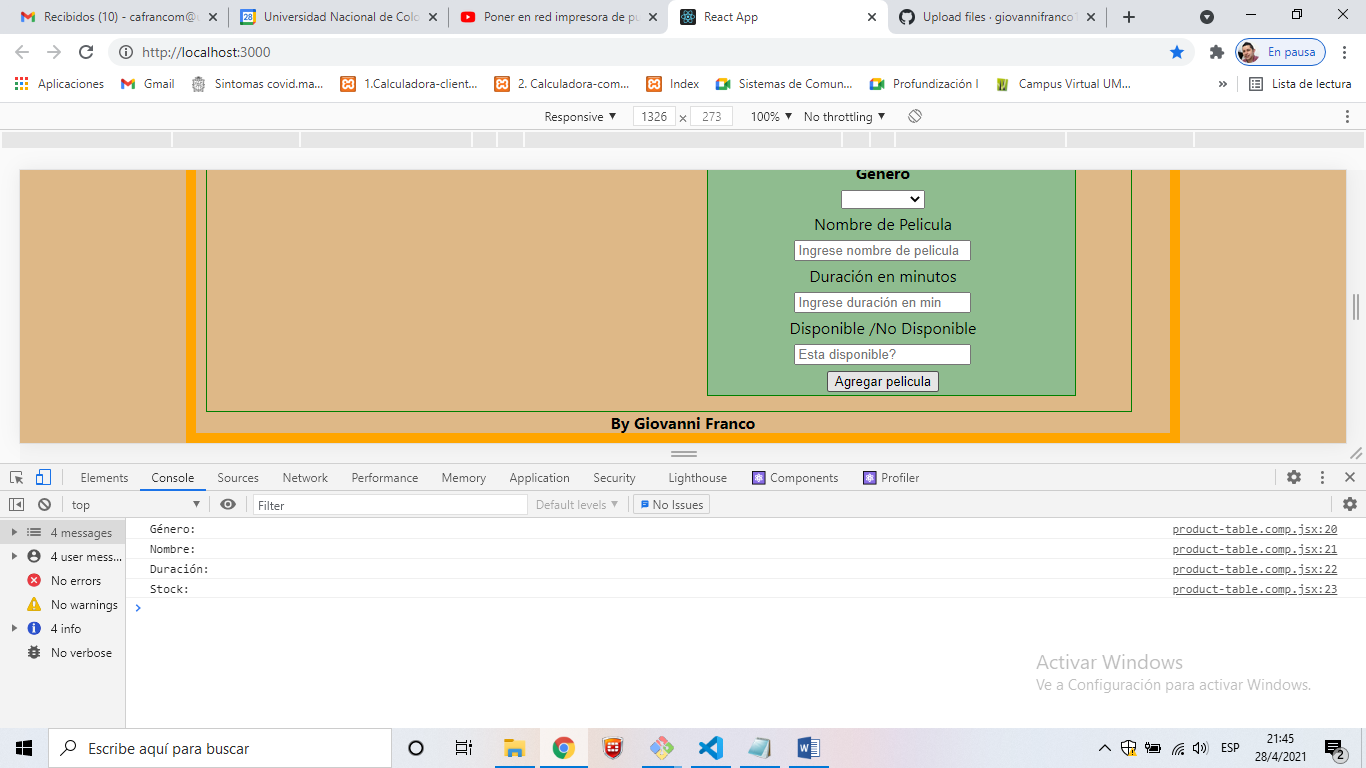 Recibidos (10) - cafrancom@u
Universidad Nacional de Colo
Poner en red impresora de pu
React App
Upload files · giovannifranco1
http://localhost:3000
En pausa
Aplicaciones
Gmail
Sintomas covid.ma...
1.Calculadora-client...
2. Calculadora-com...
Index
Sistemas de Comun...
Profundización I
Campus Virtual UM...
»
Lista de lectura
Responsive ▼ 1326 × 273 100% ▼ No throttling ▼
Género
Nombre de Pelicula
Ingrese nombre de pelicula
Duración en minutos
Ingrese duración en min
Disponible /No Disponible
Esta disponible?
Agregar pelicula
By Giovanni Franco
Elements Console Sources Network Performance Memory Application Security Lighthouse Components Profiler
top ▼ Filter Default levels ▼ No Issues
4 messages
4 user mess...
No errors
No warnings
4 info
No verbose
Género: product-table.comp.jsx:20
Nombre: product-table.comp.jsx:21
Duración: product-table.comp.jsx:22
Stock: product-table.comp.jsx:23
Activar Windows
Ve a Configuración para activar Windows.
Escribe aquí para buscar
ESP
21:45
28/4/2021
2